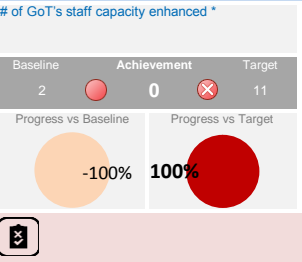 # of GoT's staff capacity enhanced *
Baseline Achievement Target
2 0 11
Progress vs Baseline Progress vs Target
-100% 100%